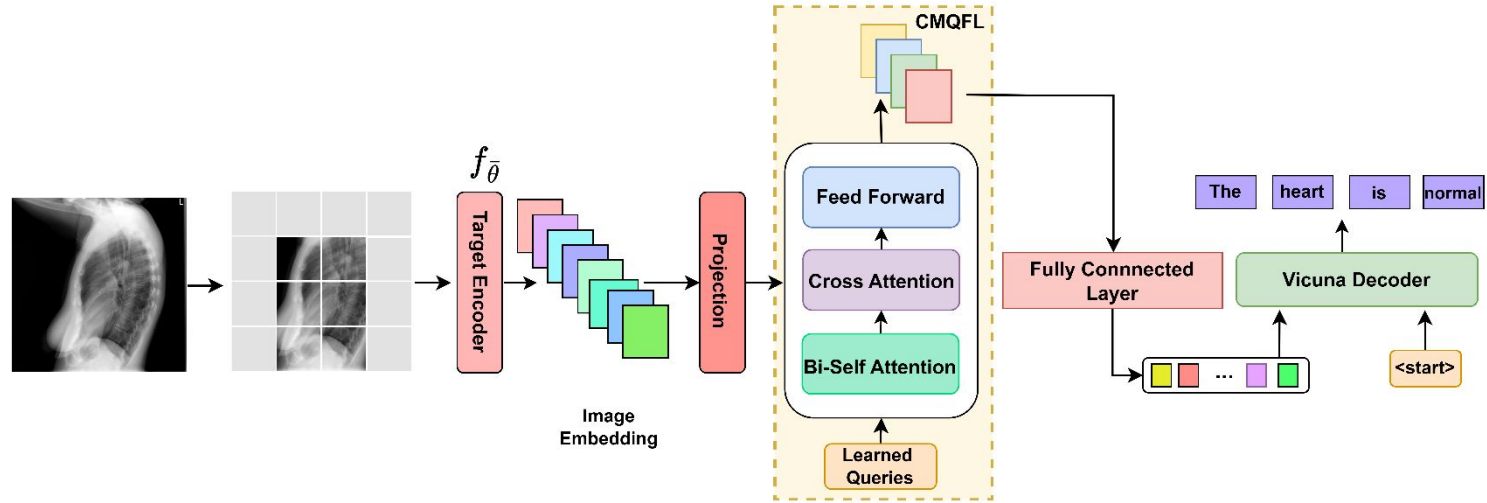 CMQFL
f_θ̄
L
Target Encoder
Image
Embedding
Projection
Feed Forward
Cross Attention
Bi-Self Attention
Learned
Queries
Fully Connnected
Layer
...
The heart is normal
Vicuna Decoder
<start>